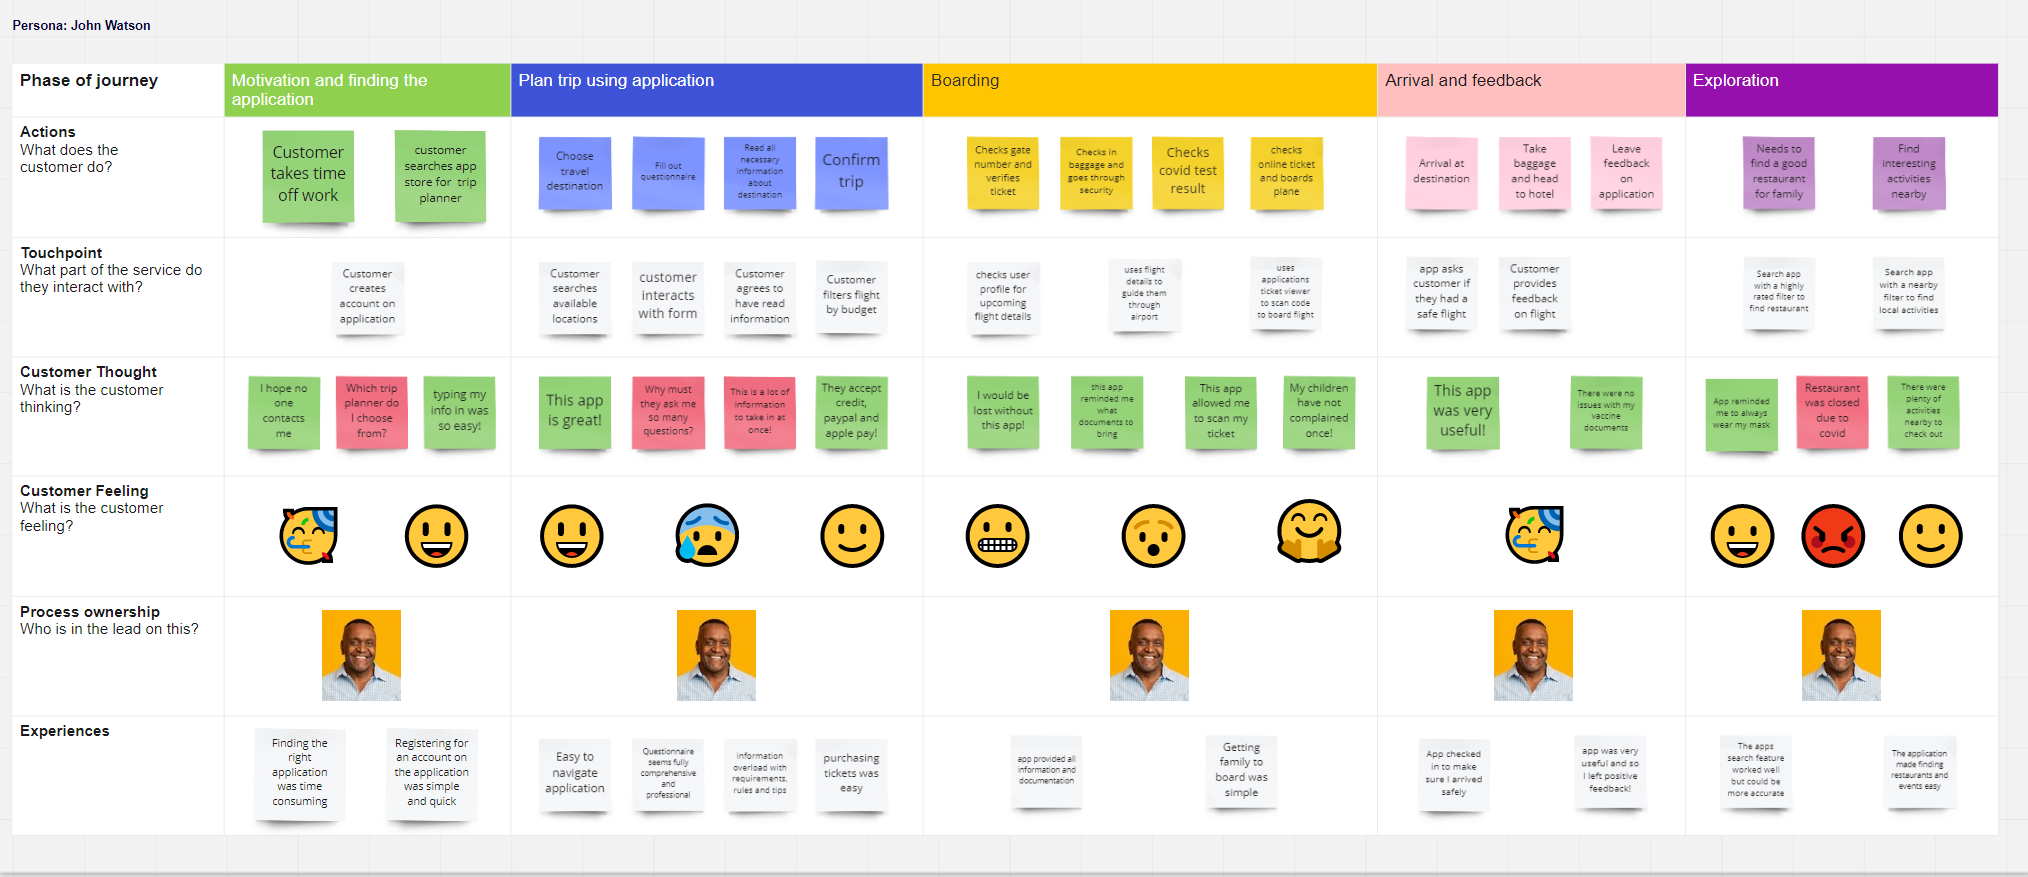 Persona: John Watson
Phase of journey
Motivation and finding the
application
Plan trip using application
Boarding
Arrival and feedback
Exploration
Actions
What does the
customer do?
Customer
takes time
off work
customer
searches app
store for trip
planner
Choose
travel
destination
Fill out
questionnaire
Read all
necessary
information
about
destination
Confirm
trip
Checks gate
number and
verifies
ticket
Checks in
baggage and
goes through
security
Checks
covid test
result
checks
online ticket
and boards
plane
Arrival at
destination
Take
baggage
and head
to hotel
Leave
feedback
on
application
Needs to
find a good
restaurant
for family
Find
interesting
activities
nearby
Touchpoint
What part of the service do
they interact with?
Customer
creates
account on
application
Customer
searches
available
locations
customer
interacts
with form
Customer
agrees to
have read
information
Customer
filters flight
by budget
checks user
profile for
upcoming
flight details
uses flight
details to
guide them
through
airport
uses
applications
ticket viewer
to scan code
to board flight
app asks
customer if
they had a
safe flight
Customer
provides
feedback
on flight
Search app
with a highly
rated filter to
find restaurant
Search app
with a nearby
filter to find
local activities
Customer Thought
What is the customer
thinking?
I hope no
one
contacts
me
Which trip
planner do
I choose
from?
typing my
info in was
so easy!
This app
is great!
Why must
they ask me
so many
questions?
This is a lot of
information
to take in at
once!
They accept
credit,
paypal and
apple pay!
I would be
lost without
this app!
this app
reminded me
what
documents to
bring
This app
allowed me
to scan my
ticket
My children
have not
complained
once!
This app
was very
useful!
There were no
issues with my
vaccine
documents
App reminded
me to always
wear my mask
Restaurant
was closed
due to
covid
There were
plenty of
activities
nearby to
check out
Customer Feeling
What is the customer
feeling?
Process ownership
Who is in the lead on this?
Experiences
Finding the
right
application
was time
consuming
Registering for
an account on
the application
was simple
and quick
Easy to
navigate
application
Questionnaire
seems fully
comprehensive
and
professional
information
overload with
requirements,
rules and tips
purchasing
tickets was
easy
app provided all
information and
documentation
Getting
family to
board was
simple
App checked
in to make
sure I arrived
safely
app was very
useful and so
I left positive
feedback!
The apps
search feature
worked well
but could be
more accurate
The application
made finding
restaurants and
events easy